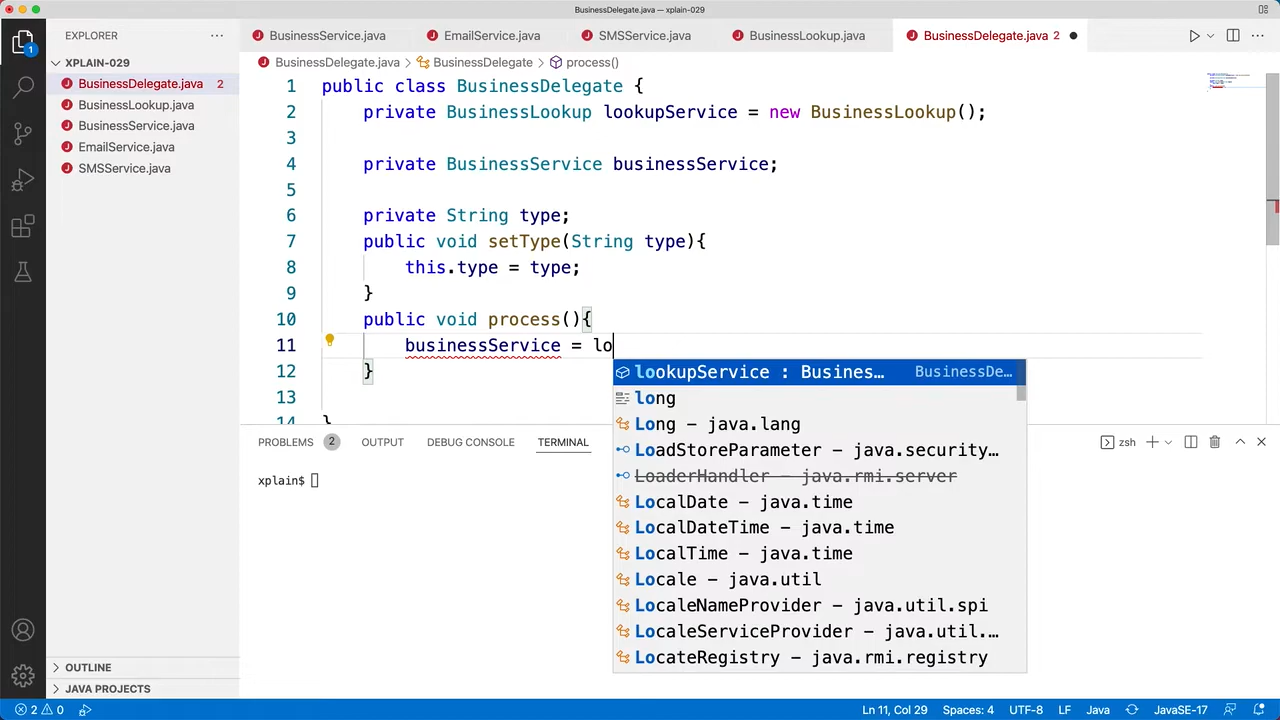 BusinessDelegate.java — xplain-029
EXPLORER
BusinessService.java
EmailService.java
SMSService.java
BusinessLookup.java
BusinessDelegate.java 2
1
XPLAIN-029
BusinessDelegate.java 2
BusinessLookup.java
BusinessService.java
EmailService.java
SMSService.java
BusinessDelegate.java > BusinessDelegate > process()
1 public class BusinessDelegate {
2 private BusinessLookup lookupService = new BusinessLookup();
3
4 private BusinessService businessService;
5
6 private String type;
7 public void setType(String type){
8 this.type = type;
9 }
10 public void process(){
11 businessService = lo
12 }
13
14 }
lookupService : Busines… BusinessDe…
long
Long – java.lang
LoadStoreParameter – java.security…
LoaderHandler – java.rmi.server
LocalDate – java.time
LocalDateTime – java.time
LocalTime – java.time
Locale – java.util
LocaleNameProvider – java.util.spi
LocaleServiceProvider – java.util.…
LocateRegistry – java.rmi.registry
PROBLEMS 2 OUTPUT DEBUG CONSOLE TERMINAL
zsh
xplain$
OUTLINE
JAVA PROJECTS
2 0
Ln 11, Col 29 Spaces: 4 UTF-8 LF Java JavaSE-17